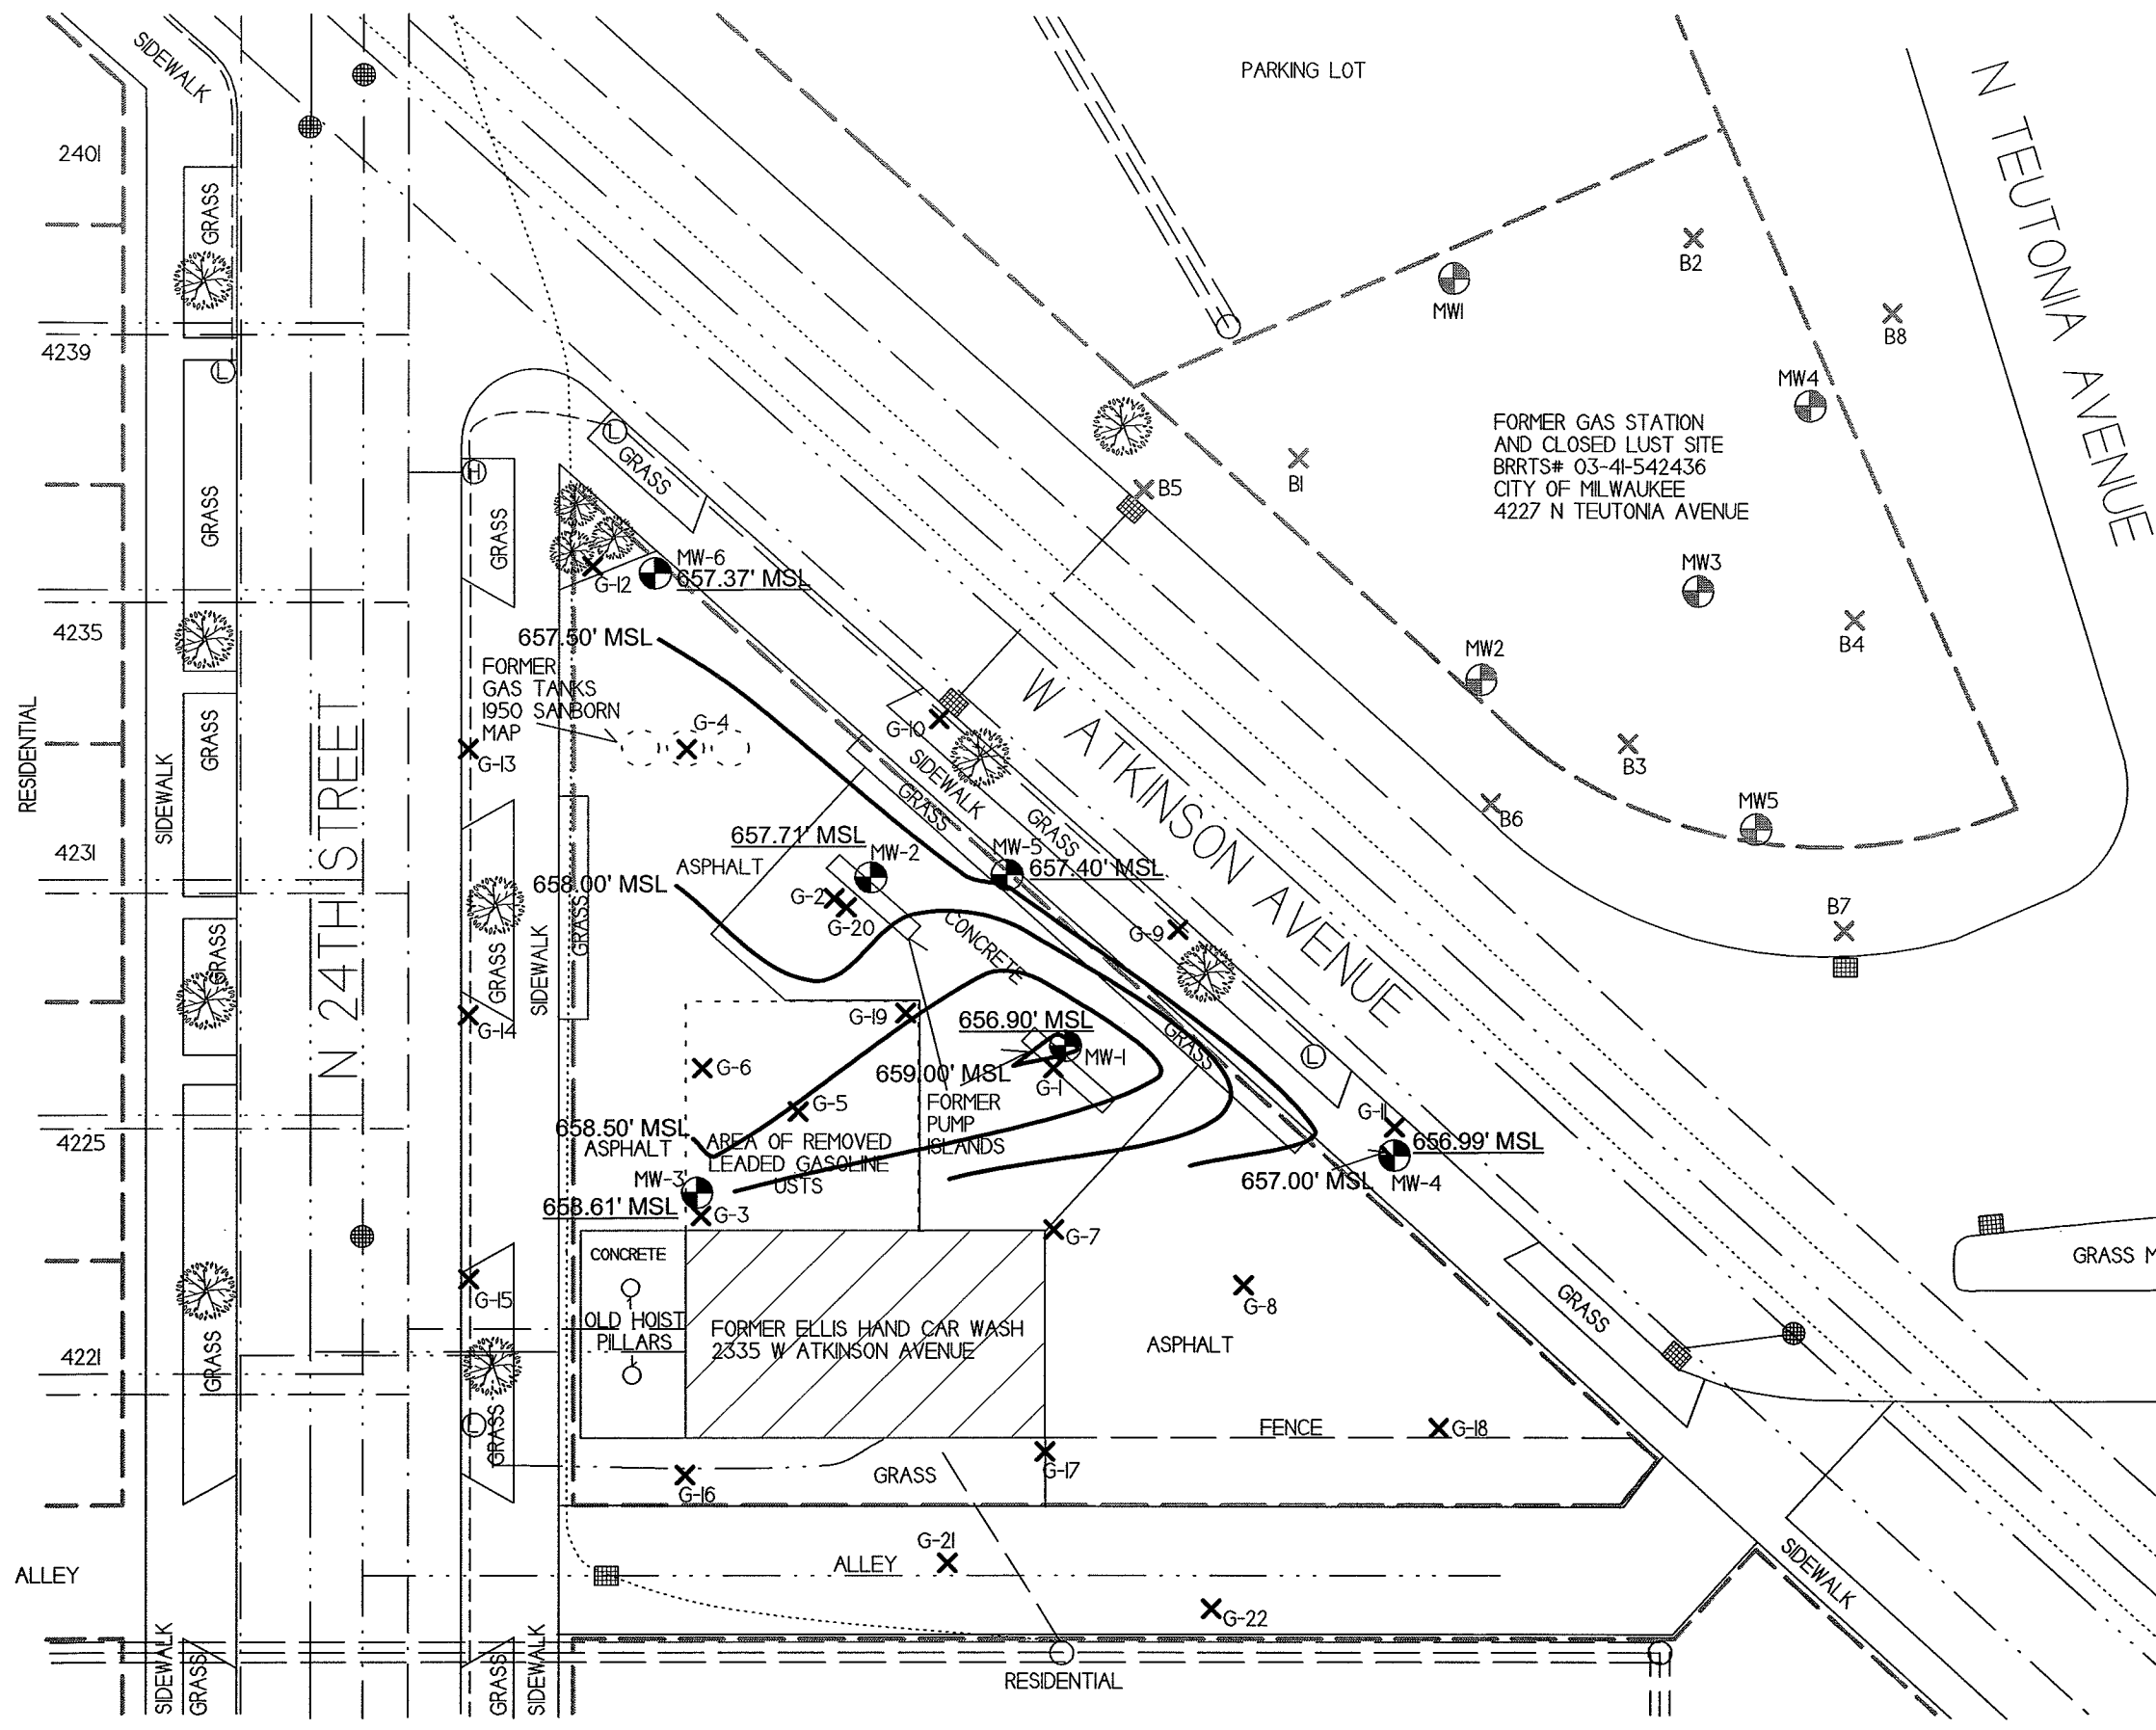 SIDEWALK
PARKING LOT
N TEUTONIA AVENUE
2401
GRASS
B2
MW1
B8
4239
MW4
FORMER GAS STATION
AND CLOSED LUST SITE
BRRTS# 03-41-542436
CITY OF MILWAUKEE
4227 N TEUTONIA AVENUE
L
L
GRASS
H
B1
B5
GRASS
GRASS
MW-6
657.37' MSL
G-12
MW3
B4
4235
657.50' MSL
FORMER
GAS TANKS
1950 SANBORN
MAP
G-4
G-10
MW2
W ATKINSON AVENUE
RESIDENTIAL
SIDEWALK
GRASS
N 24TH STREET
G-13
SIDEWALK
GRASS
GRASS
B3
B6
MW5
4231
657.71' MSL
MW-2
ASPHALT
658.00' MSL
MW-5
657.40' MSL
G-2
G-20
GRASS
GRASS
SIDEWALK
GRASS
CONCRETE
G-9
B7
G-14
G-19
656.90' MSL
MW-1
GRASS
L
G-6
659.00' MSL
G-1
G-5
FORMER
PUMP
ISLANDS
4225
658.50' MSL
ASPHALT
AREA OF REMOVED
LEADED GASOLINE
USTS
G-11
656.99' MSL
657.00' MSL
MW-4
MW-3
658.61' MSL
G-3
G-7
CONCRETE
GRASS M
G-15
G-8
GRASS
OLD HOIST
PILLARS
FORMER ELLIS HAND CAR WASH
2335 W ATKINSON AVENUE
ASPHALT
4221
GRASS
L
GRASS
FENCE
G-18
G-17
GRASS
G-16
G-21
ALLEY
ALLEY
SIDEWALK
G-22
SIDEWALK
GRASS
GRASS
SIDEWALK
RESIDENTIAL